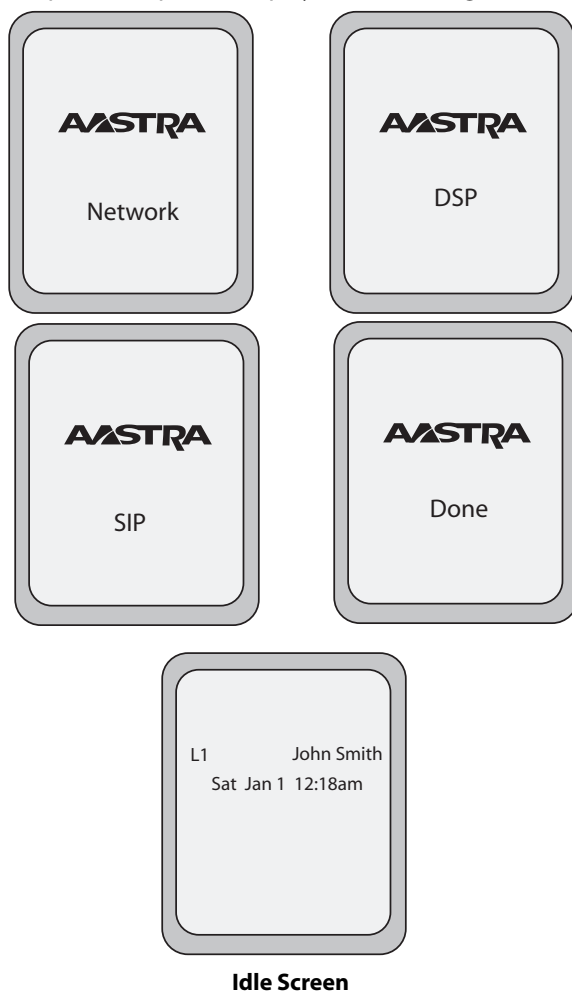 AASTRA
Network
AASTRA
DSP
AASTRA
SIP
AASTRA
Done
L1 John Smith
Sat Jan 1 12:18am
Idle Screen